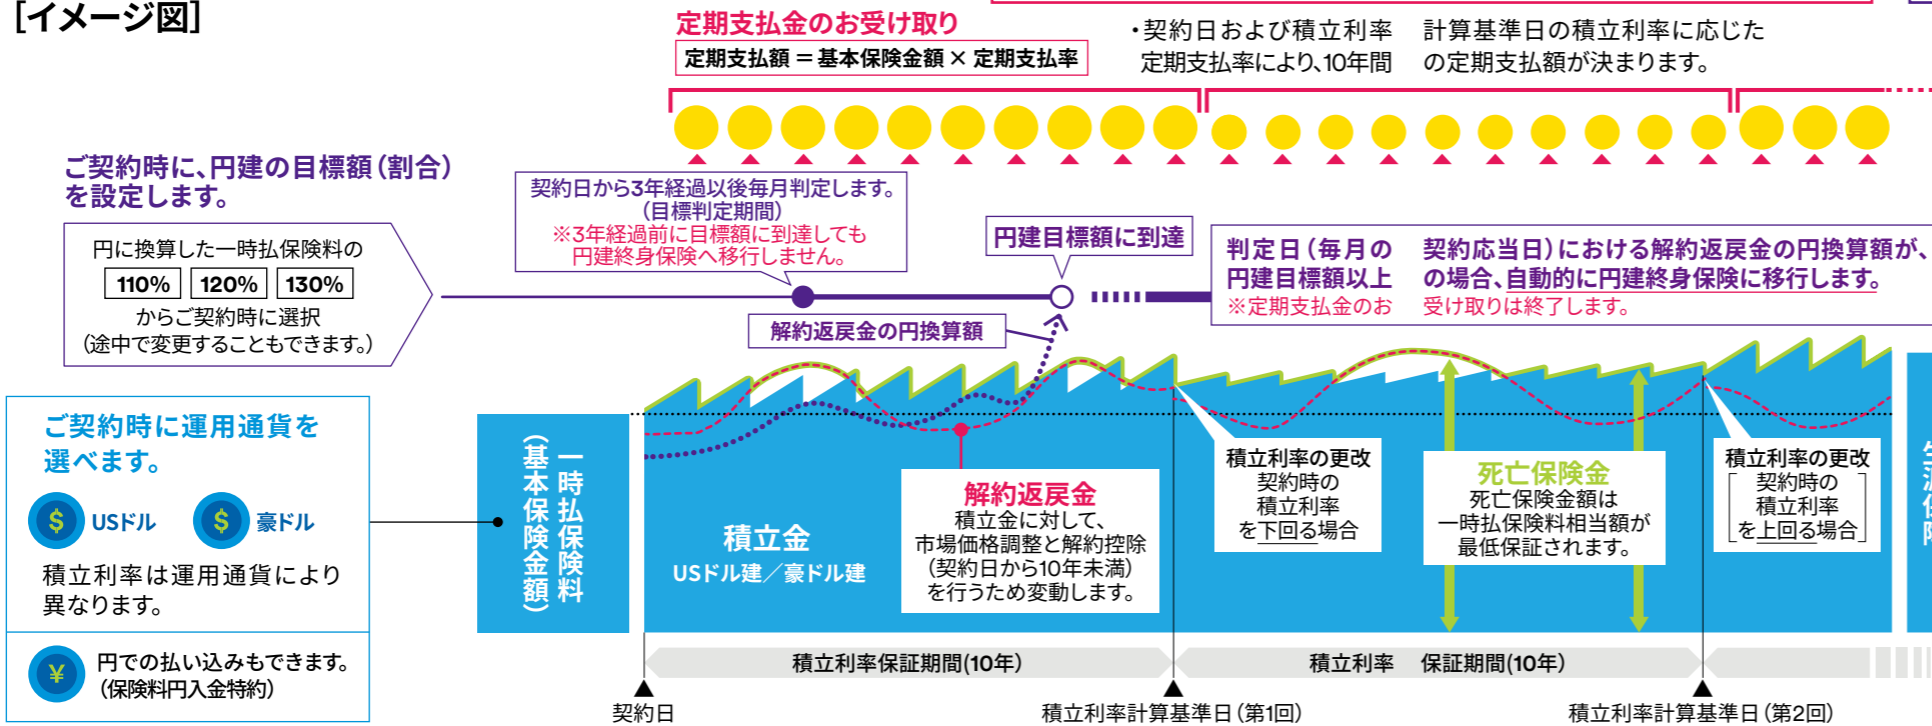 [イメージ図]
定期支払金のお受け取り
定期支払額＝基本保険金額×定期支払率
・契約日および積立利率　計算基準日の積立利率に応じた
定期支払率により、10年間　の定期支払額が決まります。
ご契約時に、円建の目標額（割合）
を設定します。
円に換算した一時払保険料の
110%　120%　130%
からご契約時に選択
（途中で変更することもできます。）
契約日から3年経過以後毎月判定します。
（目標判定期間）
※3年経過前に目標額に到達しても
円建終身保険へ移行しません。
円建目標額に到達
判定日（毎月の　契約応当日）における解約返戻金の円換算額が、
円建目標額以上　の場合、自動的に円建終身保険に移行します。
※定期支払金のお　受け取りは終了します。
解約返戻金の円換算額
ご契約時に運用通貨を
選べます。
USドル　豪ドル
積立利率は運用通貨により
異なります。
円での払い込みもできます。
（保険料円入金特約）
一時払保険料
（基本保険金額）
積立金
USドル建／豪ドル建
解約返戻金
積立金に対して、
市場価格調整と解約控除
（契約日から10年未満）
を行うため変動します。
積立利率の更改
契約時の
積立利率
を下回る場合
死亡保険金
死亡保険金額は
一時払保険料相当額が
最低保証されます。
積立利率の更改
契約時の
積立利率
を上回る場合
積立利率保証期間(10年)
積立利率　保証期間(10年)
契約日
積立利率計算基準日（第1回）
積立利率計算基準日（第2回）